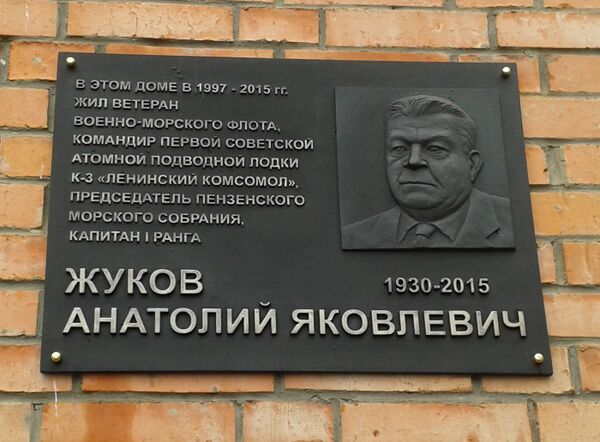 В ЭТОМ ДОМЕ В 1997 - 2015 гг.
ЖИЛ ВЕТЕРАН
ВОЕННО-МОРСКОГО ФЛОТА,
КОМАНДИР ПЕРВОЙ СОВЕТСКОЙ
АТОМНОЙ ПОДВОДНОЙ ЛОДКИ
К-3 «ЛЕНИНСКИЙ КОМСОМОЛ»,
ПРЕДСЕДАТЕЛЬ ПЕНЗЕНСКОГО
МОРСКОГО СОБРАНИЯ,
КАПИТАН I РАНГА
ЖУКОВ 1930-2015
АНАТОЛИЙ ЯКОВЛЕВИЧ